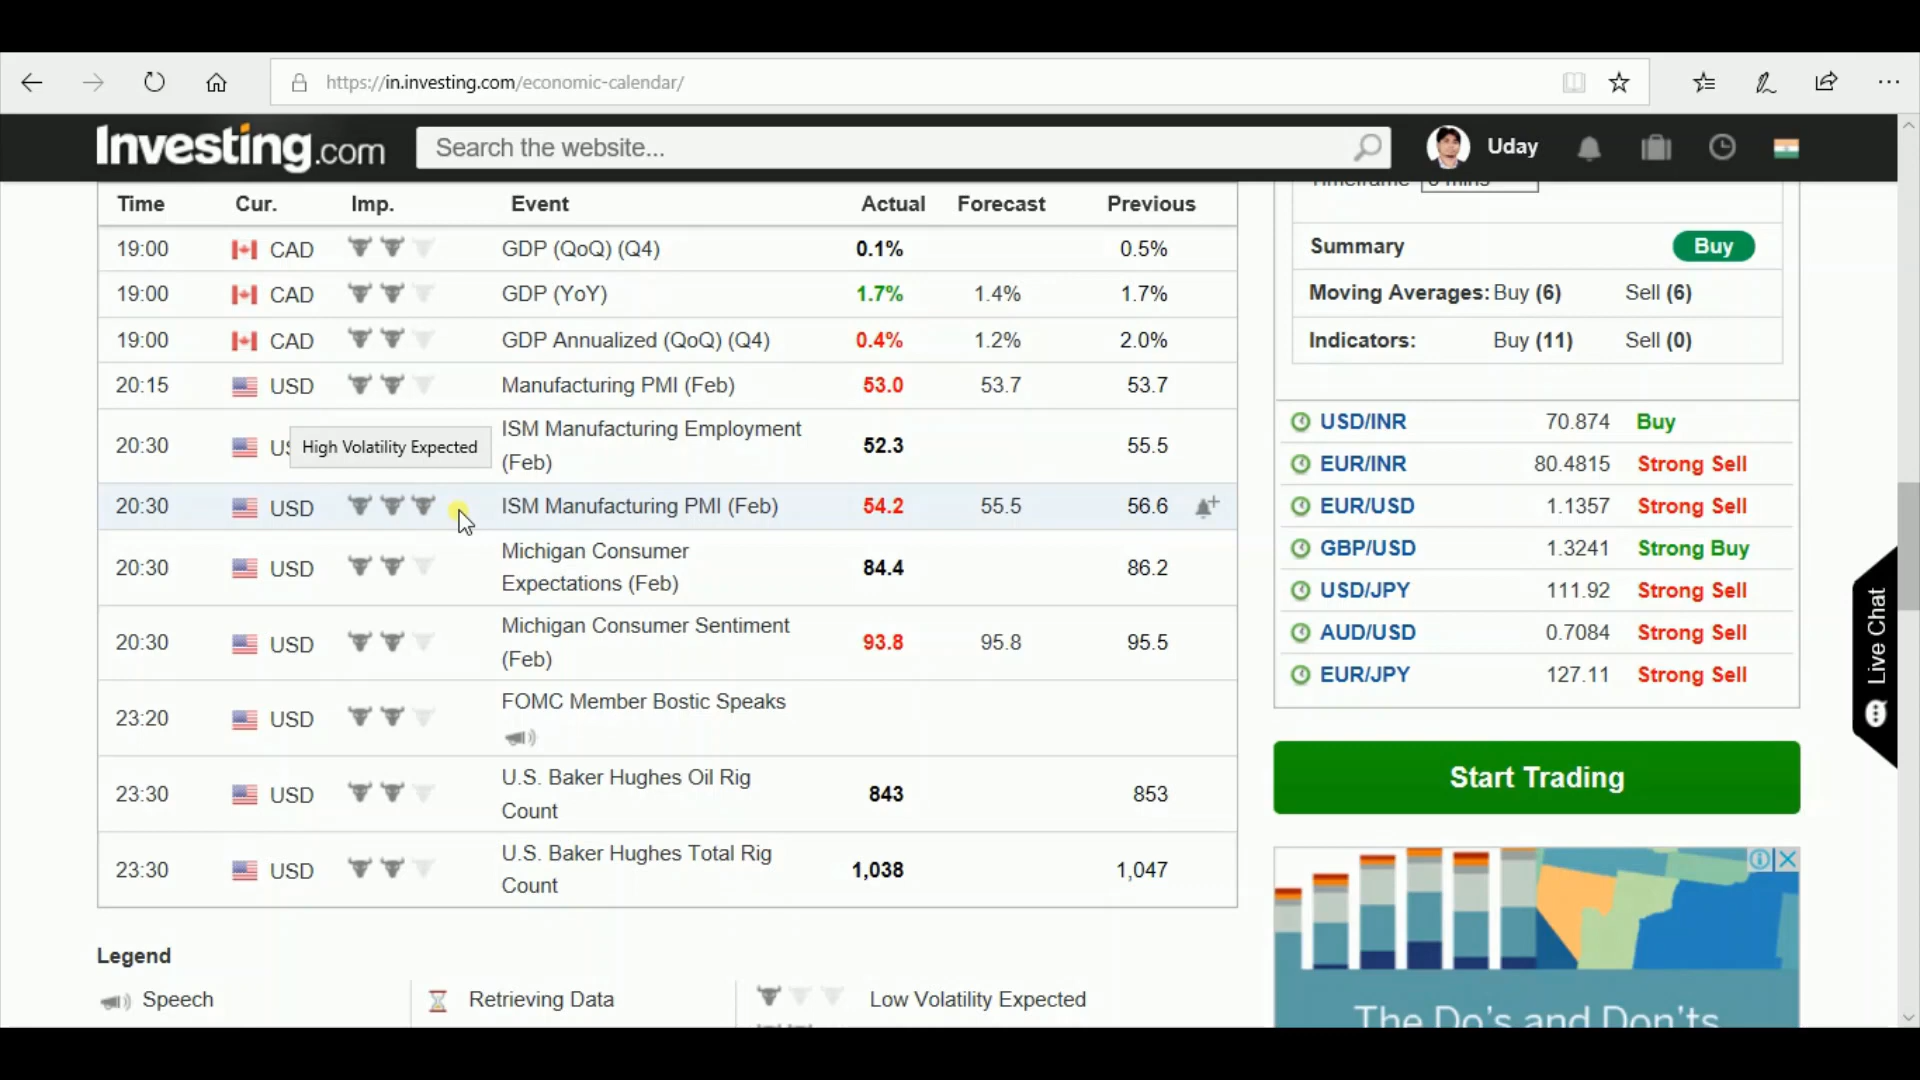 https://in.investing.com/economic-calendar/
Investing.com
Search the website...
Uday
Time Cur. Imp. Event Actual Forecast Previous
19:00 CAD GDP (QoQ) (Q4) 0.1% 0.5%
19:00 CAD GDP (YoY) 1.7% 1.4% 1.7%
19:00 CAD GDP Annualized (QoQ) (Q4) 0.4% 1.2% 2.0%
20:15 USD Manufacturing PMI (Feb) 53.0 53.7 53.7
20:30 ISM Manufacturing Employment (Feb) 52.3 55.5
High Volatility Expected
20:30 USD ISM Manufacturing PMI (Feb) 54.2 55.5 56.6
20:30 USD Michigan Consumer
Expectations (Feb) 84.4 86.2
20:30 USD Michigan Consumer Sentiment
(Feb) 93.8 95.8 95.5
23:20 USD FOMC Member Bostic Speaks
23:30 USD U.S. Baker Hughes Oil Rig
Count 843 853
23:30 USD U.S. Baker Hughes Total Rig
Count 1,038 1,047
Legend
Speech
Retrieving Data
Low Volatility Expected
Summary Buy
Moving Averages: Buy (6) Sell (6)
Indicators: Buy (11) Sell (0)
USD/INR 70.874 Buy
EUR/INR 80.4815 Strong Sell
EUR/USD 1.1357 Strong Sell
GBP/USD 1.3241 Strong Buy
USD/JPY 111.92 Strong Sell
AUD/USD 0.7084 Strong Sell
EUR/JPY 127.11 Strong Sell
Start Trading
The Do's and Don'ts
Live Chat